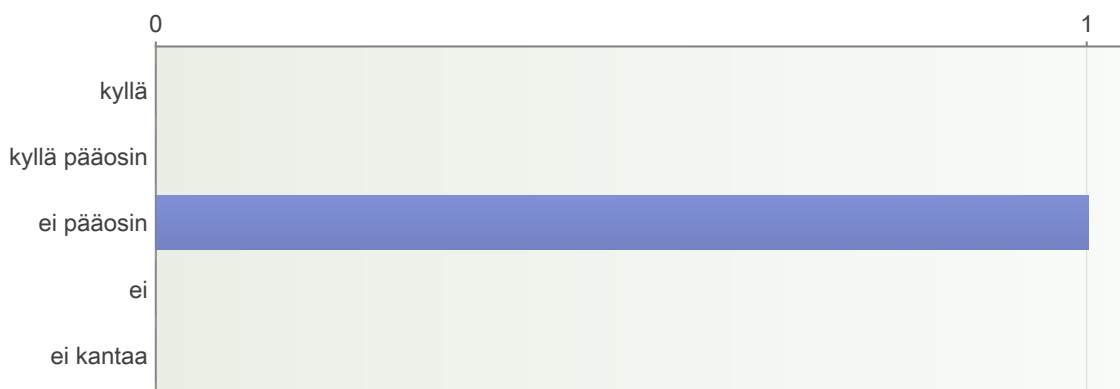 0 1
kyllä
kyllä pääosin
ei pääosin
ei
ei kantaa